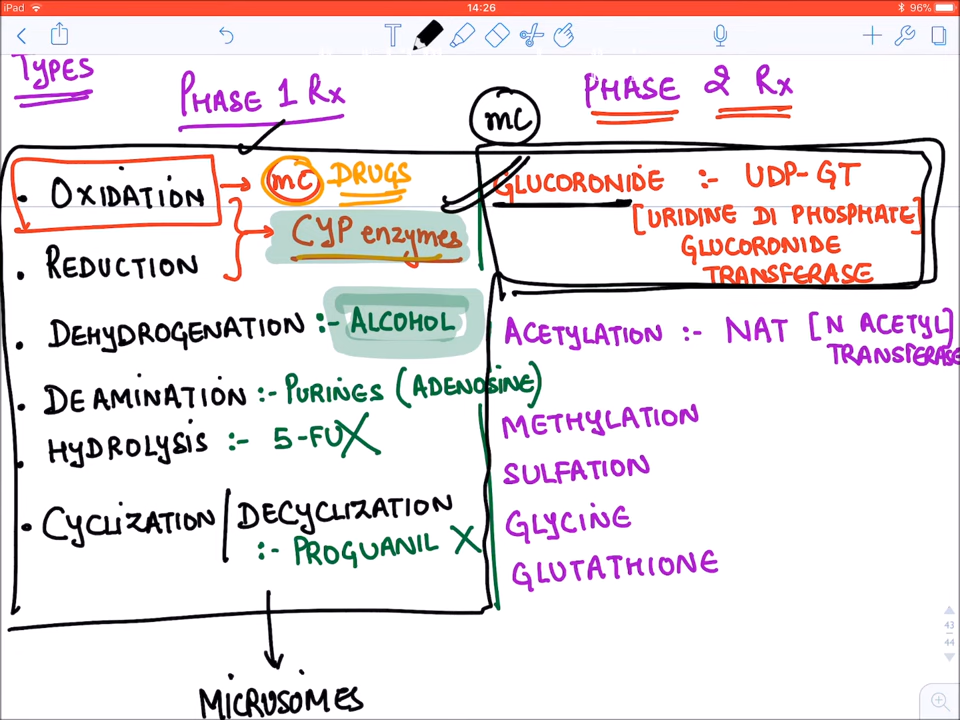 iPad
14:26
96%
TYPES
PHASE 1 Rx
PHASE 2 Rx
mC
• OXIDATION
mC DRUGS
CYP enzymes
• REDUCTION
• DEHYDROGENATION :- ALCOHOL
• DEAMINATION :- PURINGS (ADENOSINE)
• HYDROLYSIS :- 5-FU X
• CYCLIZATION / DECYCLIZATION
:- PROGUANIL X
MICRUSOMES
GLUCORONIDE :- UDP-GT
[URIDINE DI PHOSPHATE]
GLUCORONIDE
TRANSFERASE
ACETYLATION :- NAT [N ACETYL]
TRANSFERASE
METHYLATION
SULFATION
GLYCINE
GLUTATHIONE
43
44